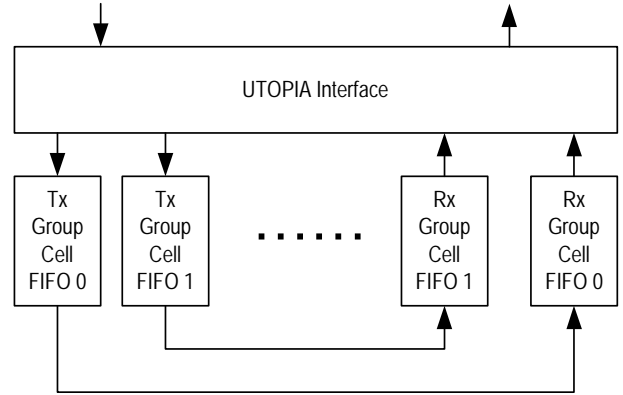 UTOPIA Interface
Tx
Group
Cell
FIFO 0
Tx
Group
Cell
FIFO 1
Rx
Group
Cell
FIFO 1
Rx
Group
Cell
FIFO 0